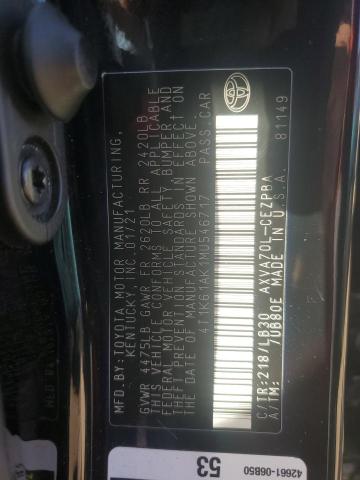 MFD. BY:TOYOTA MOTOR MANUFACTURING,
KENTUCKY, INC. 01/21
GVWR 4475LB GAWR FR 2620LB RR 2420LB
THIS VEHICLE CONFORMS TO ALL APPLICABLE
FEDERAL MOTOR VEHICLE SAFETY, BUMPER, AND
THEFT PREVENTION STANDARDS IN EFFECT ON
THE DATE OF MANUFACTURE SHOWN ABOVE.
4T1K61AK3MU546717 PASS.CAR
C/TR:218/LB30 AXVA70L-CEZPBA
A/TM: /UB80E MADE IN U.S.A. 81149
53
42661-06B50